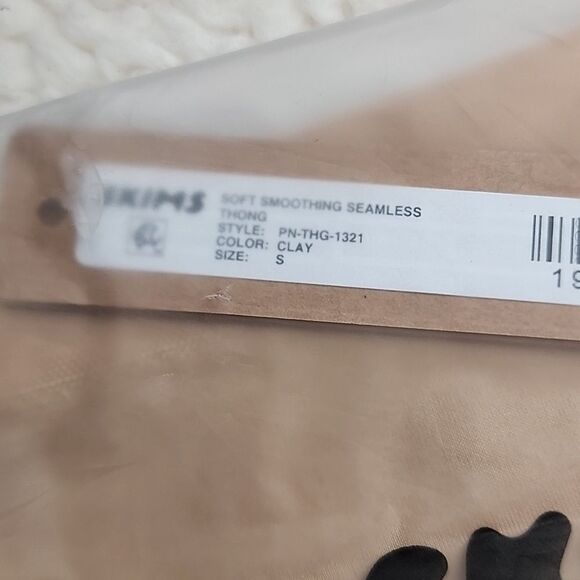 SKIMS
SOFT SMOOTHING SEAMLESS
THONG
STYLE: PN-THG-1321
COLOR: CLAY
SIZE: S
19